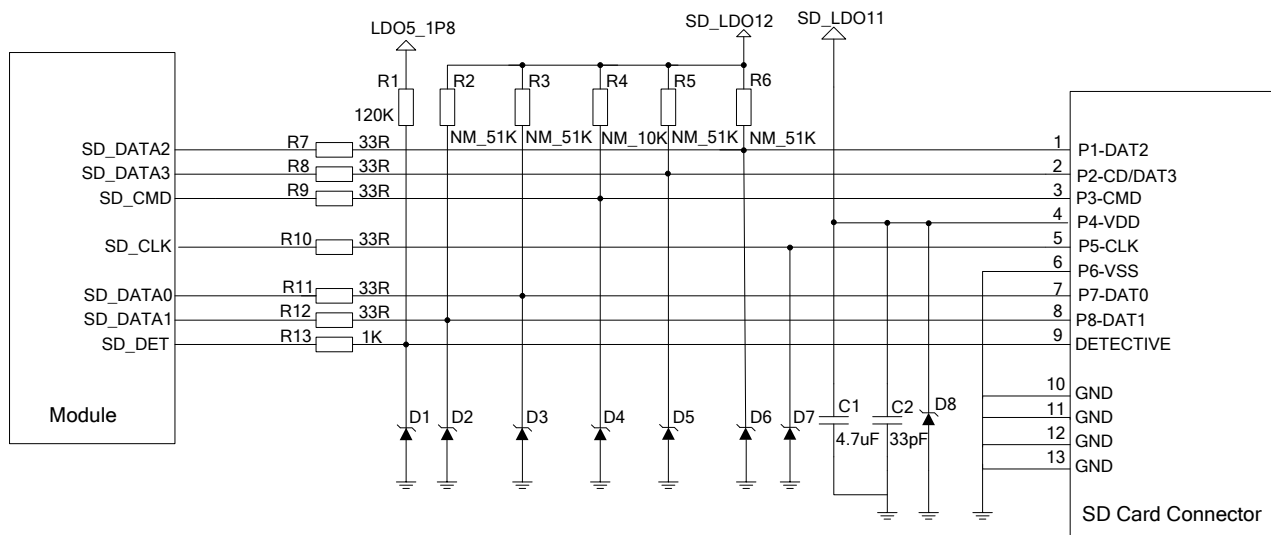 LDO5_1P8
SD_LDO12
SD_LDO11
R1
R2
R3
R4
R5
R6
120K
NM_51K
NM_51K
NM_10K
NM_51K
NM_51K
SD_DATA2
R7
33R
1
P1-DAT2
SD_DATA3
R8
33R
2
P2-CD/DAT3
SD_CMD
R9
33R
3
P3-CMD
4
P4-VDD
SD_CLK
R10
33R
5
P5-CLK
6
P6-VSS
SD_DATA0
R11
33R
7
P7-DAT0
SD_DATA1
R12
33R
8
P8-DAT1
SD_DET
R13
1K
9
DETECTIVE
10
GND
11
GND
12
GND
13
GND
Module
D1
D2
D3
D4
D5
D6
D7
C1
4.7uF
C2
33pF
D8
SD Card Connector